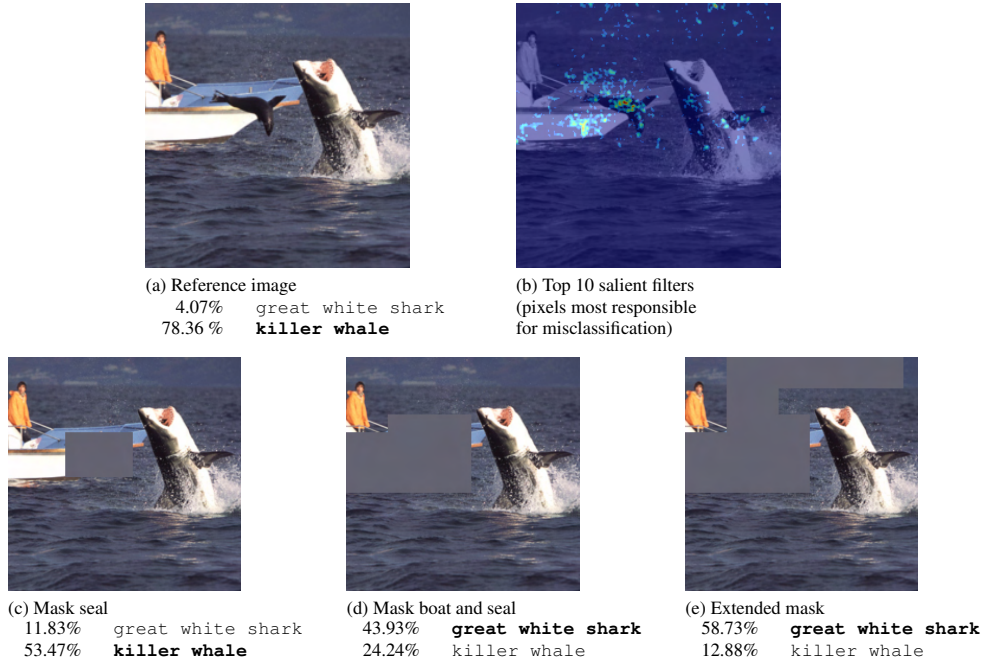 (a) Reference image
4.07% great white shark
78.36 % killer whale
(b) Top 10 salient filters
(pixels most responsible
for misclassification)
(c) Mask seal
11.83% great white shark
53.47% killer whale
(d) Mask boat and seal
43.93% great white shark
24.24% killer whale
(e) Extended mask
58.73% great white shark
12.88% killer whale